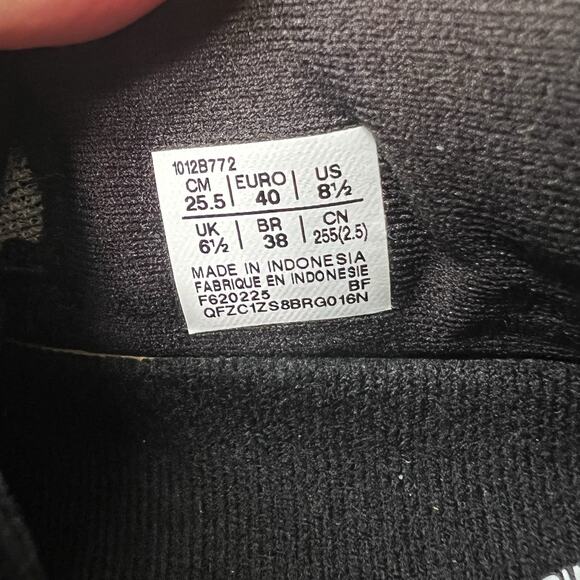 1012B772
CM 25.5 | EURO 40 | US 8½
UK 6½ | BR 38 | CN 255(2.5)
MADE IN INDONESIA
FABRIQUE EN INDONESIE
F620225 BF
QFZC1ZS8BRG016N